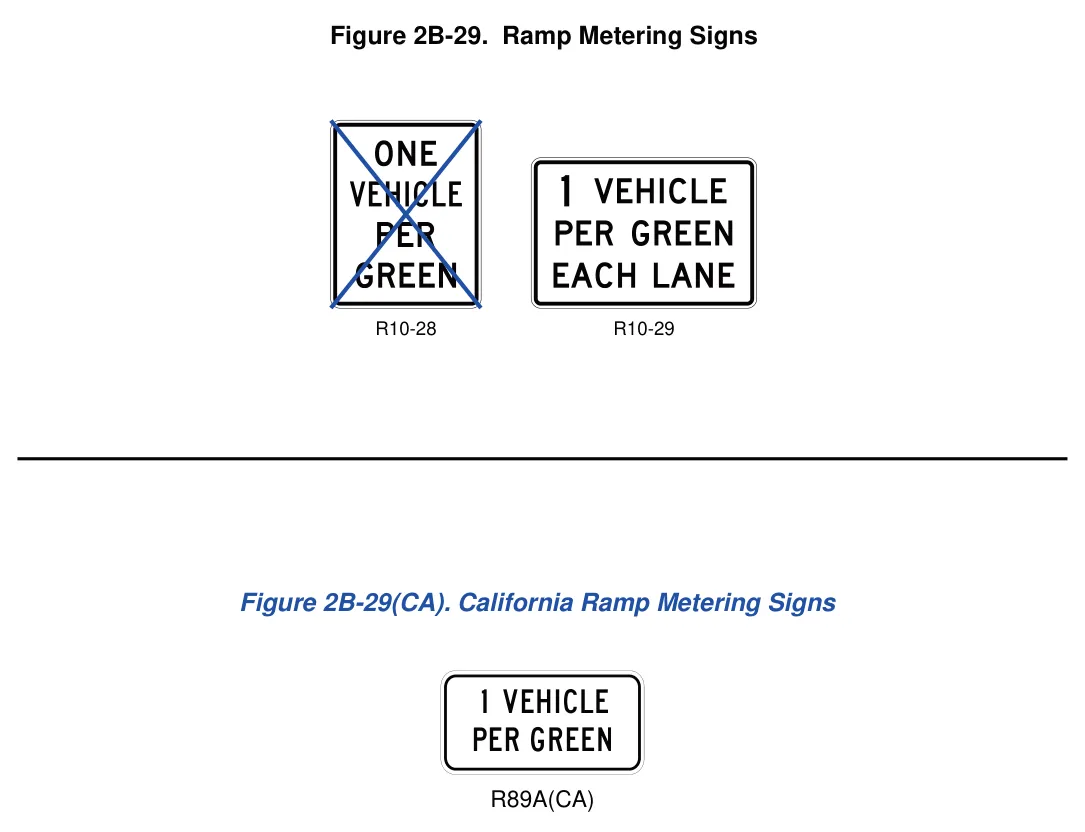 Figure 2B-29.  Ramp Metering Signs
ONE
VEHICLE
PER
GREEN
R10-28
1 VEHICLE
PER GREEN
EACH LANE
R10-29
Figure 2B-29(CA). California Ramp Metering Signs
1 VEHICLE
PER GREEN
R89A(CA)